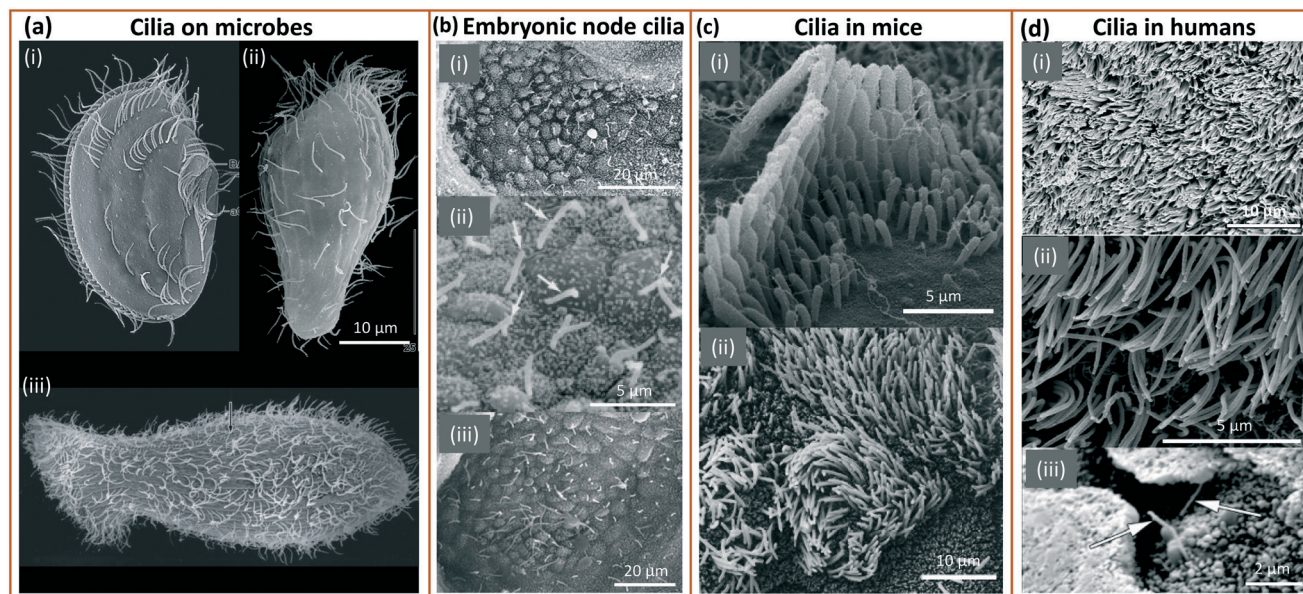 (a) Cilia on microbes
(i)
(ii)
10 µm
25
(iii)
(b) Embryonic node cilia
(i)
20 µm
(ii)
5 µm
(iii)
20 µm
(c) Cilia in mice
(i)
5 µm
(ii)
10 µm
(d) Cilia in humans
(i)
10 µm
(ii)
5 µm
(iii)
2 µm